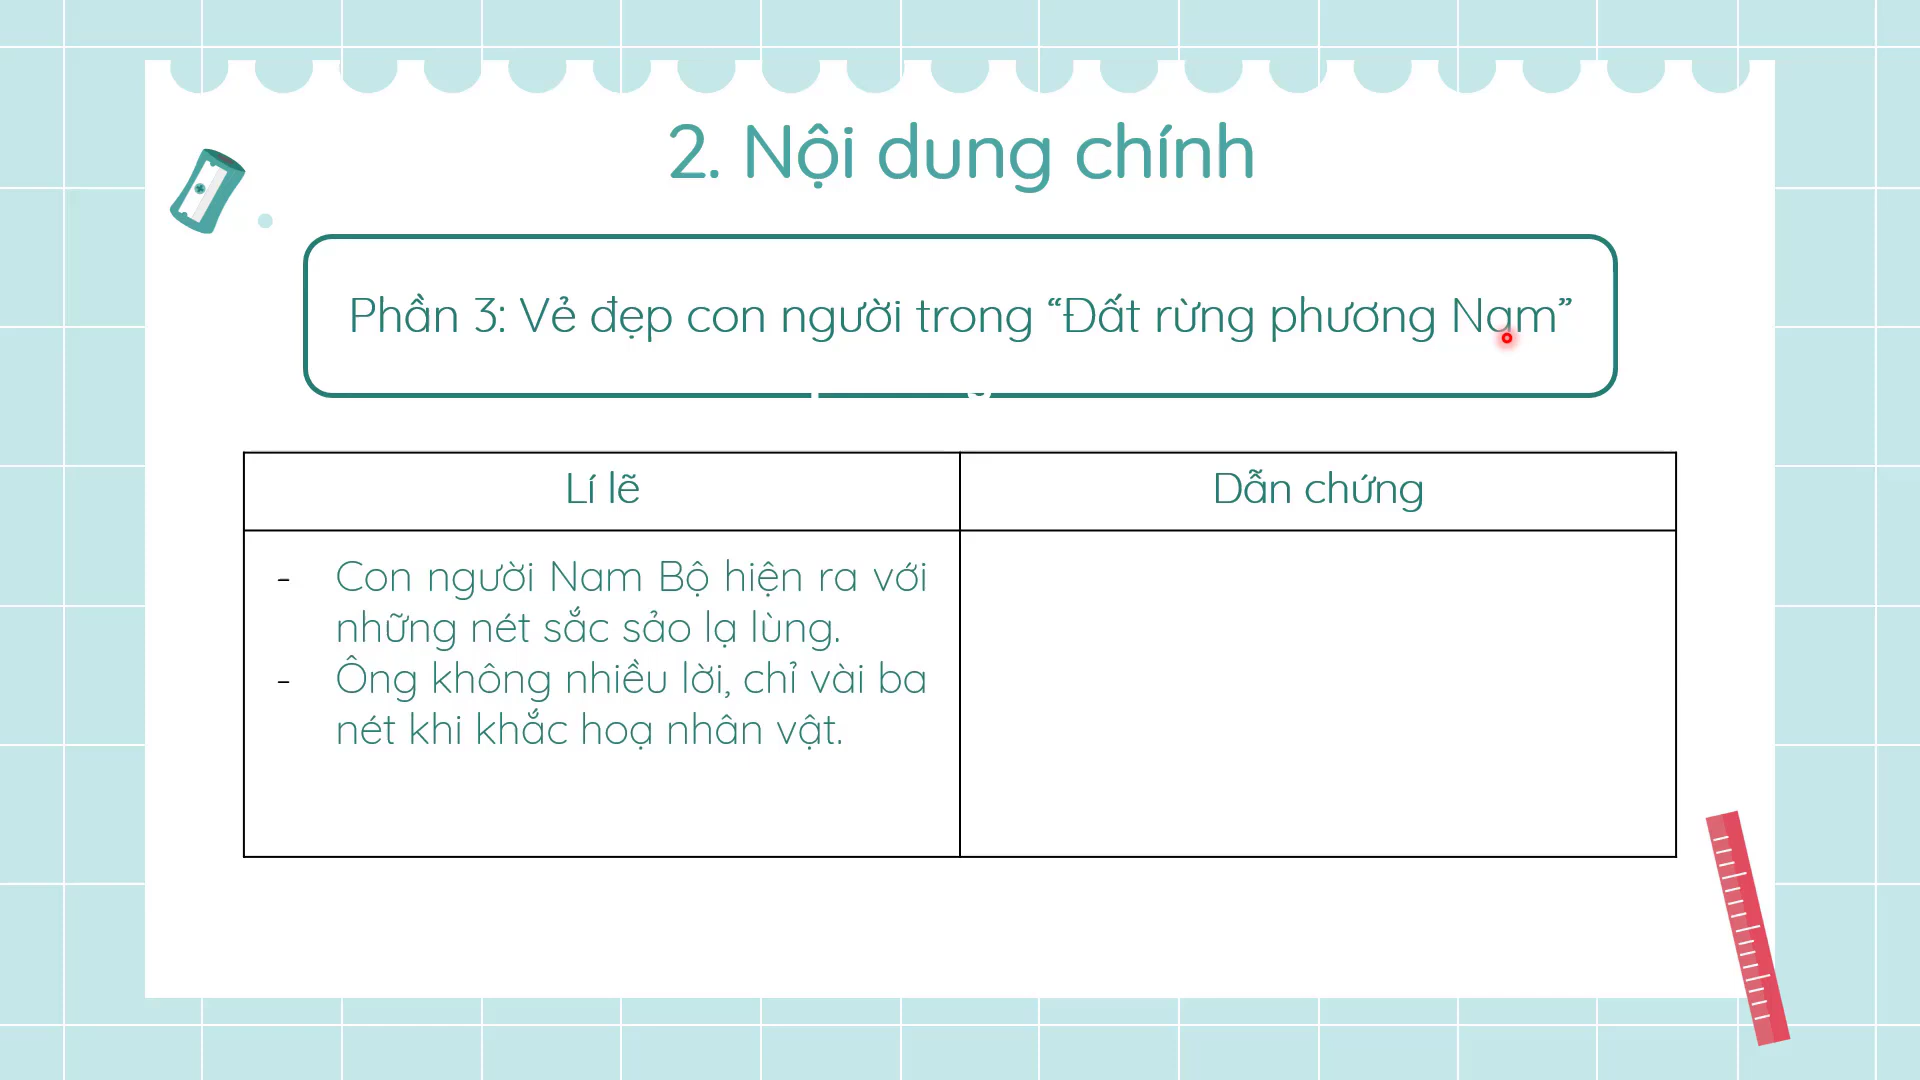 2. Nội dung chính
Phần 3: Vẻ đẹp con người trong “Đất rừng phương Nam”
Lí lẽ
Dẫn chứng
- Con người Nam Bộ hiện ra với
những nét sắc sảo lạ lùng.
- Ông không nhiều lời, chỉ vài ba
nét khi khắc hoạ nhân vật.